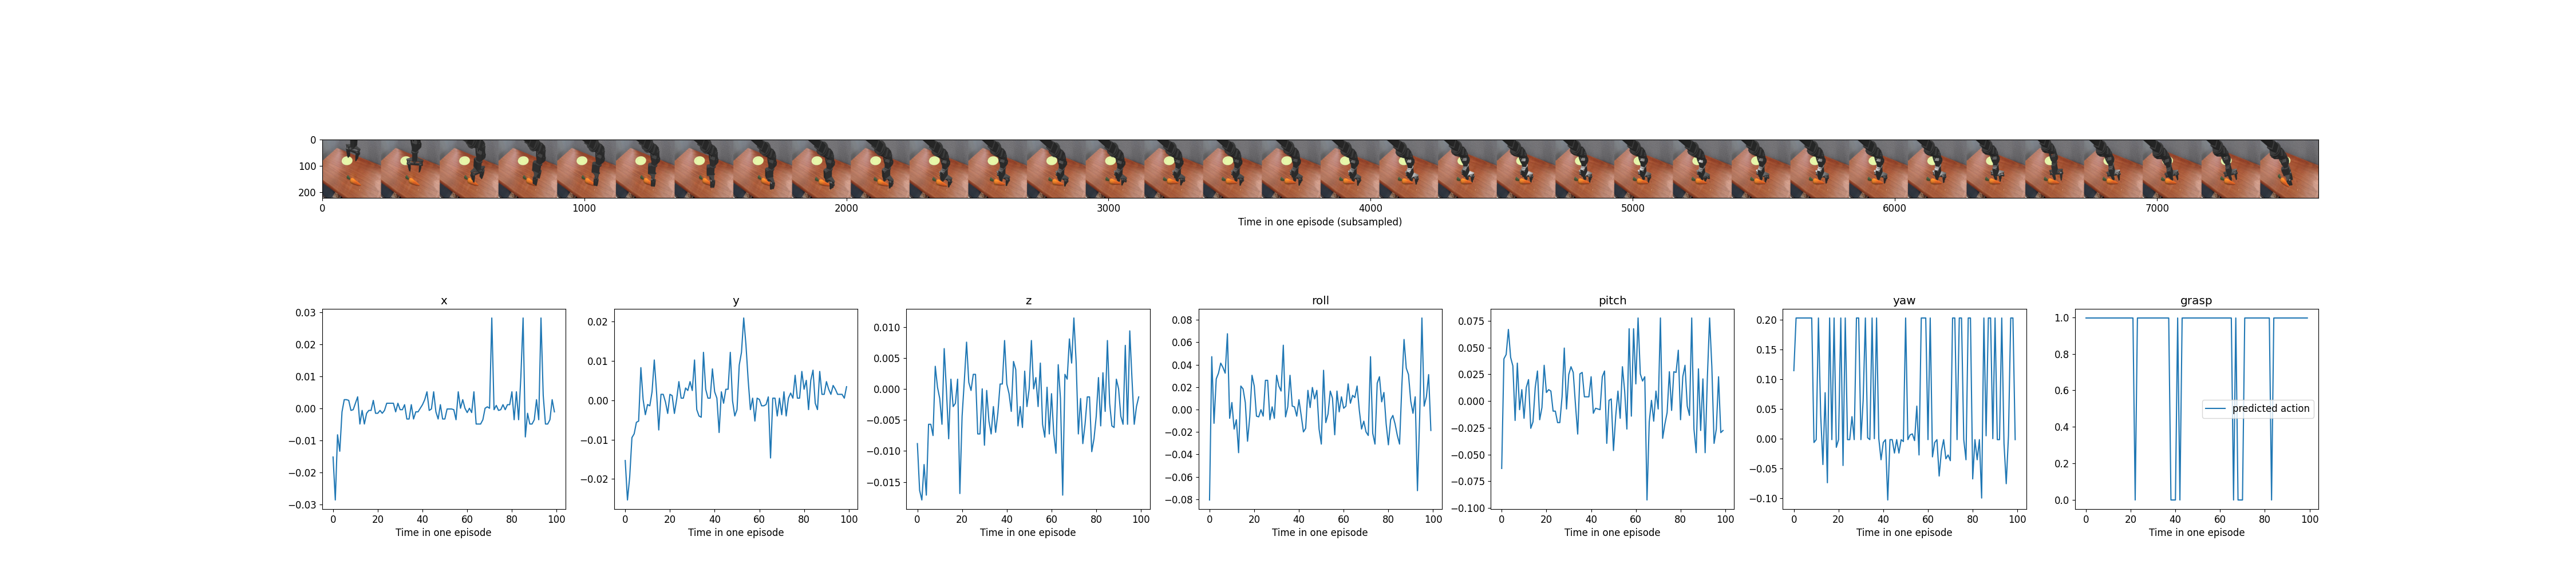 0
100
200
0 1000 2000 3000 4000 5000 6000 7000
Time in one episode (subsampled)
x y z roll pitch yaw grasp
0.03
0.02
0.01
0.00
−0.01
−0.02
−0.03
0 20 40 60 80 100
Time in one episode
0.02
0.01
0.00
−0.01
−0.02
0 20 40 60 80 100
Time in one episode
0.010
0.005
0.000
−0.005
−0.010
−0.015
0 20 40 60 80 100
Time in one episode
0.08
0.06
0.04
0.02
0.00
−0.02
−0.04
−0.06
−0.08
0 20 40 60 80 100
Time in one episode
0.075
0.050
0.025
0.000
−0.025
−0.050
−0.075
−0.100
0 20 40 60 80 100
Time in one episode
0.20
0.15
0.10
0.05
0.00
−0.05
−0.10
0 20 40 60 80 100
Time in one episode
1.0
0.8
0.6
0.4
0.2
0.0
predicted action
0 20 40 60 80 100
Time in one episode